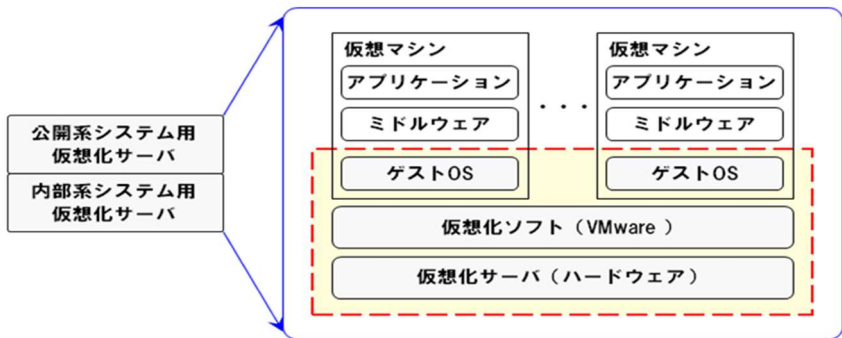 公開系システム用
仮想化サーバ
内部系システム用
仮想化サーバ
仮想マシン
アプリケーション
ミドルウェア
ゲストOS
・・・
仮想マシン
アプリケーション
ミドルウェア
ゲストOS
仮想化ソフト（VMware ）
仮想化サーバ（ハードウェア）